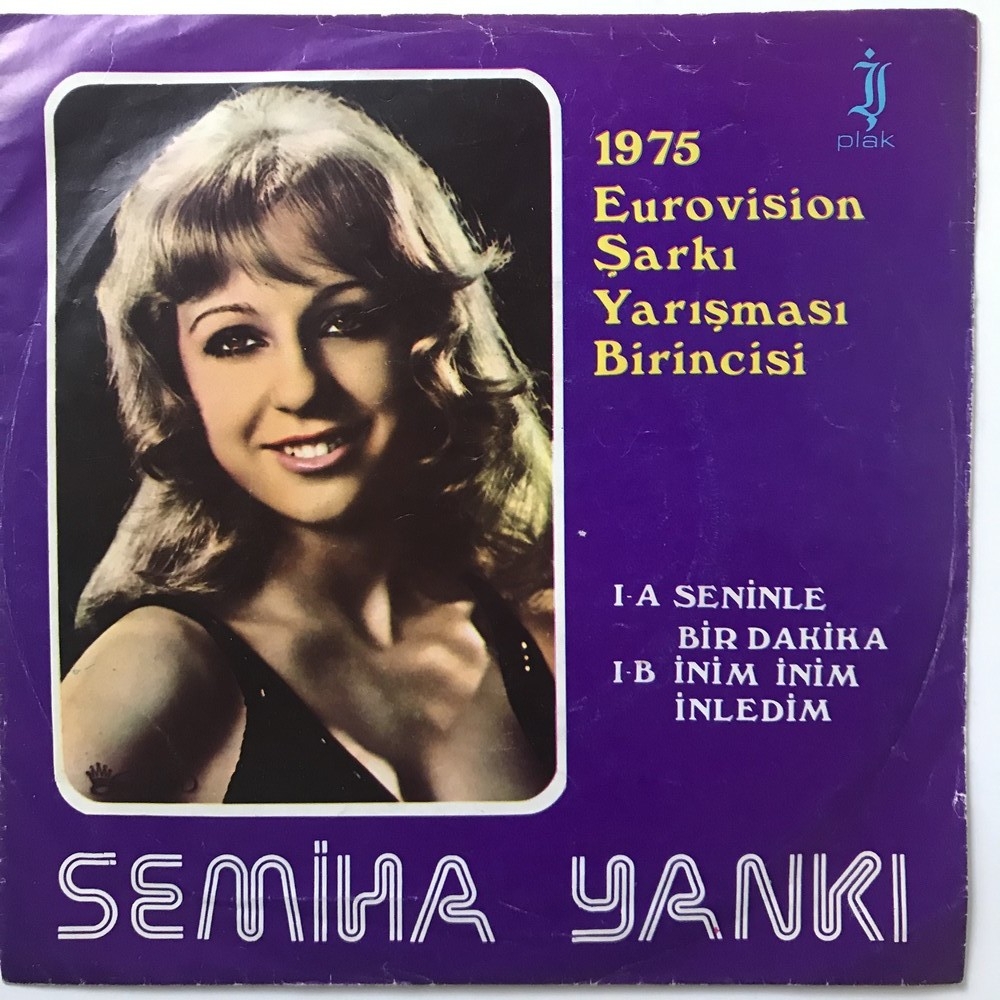 plak
1975
Eurovision
Şarkı
Yarışması
Birincisi
I-A SENİNLE
BİR DAKİKA
I-B İNİM İNİM
İNLEDİM
SEMİHA YANKI